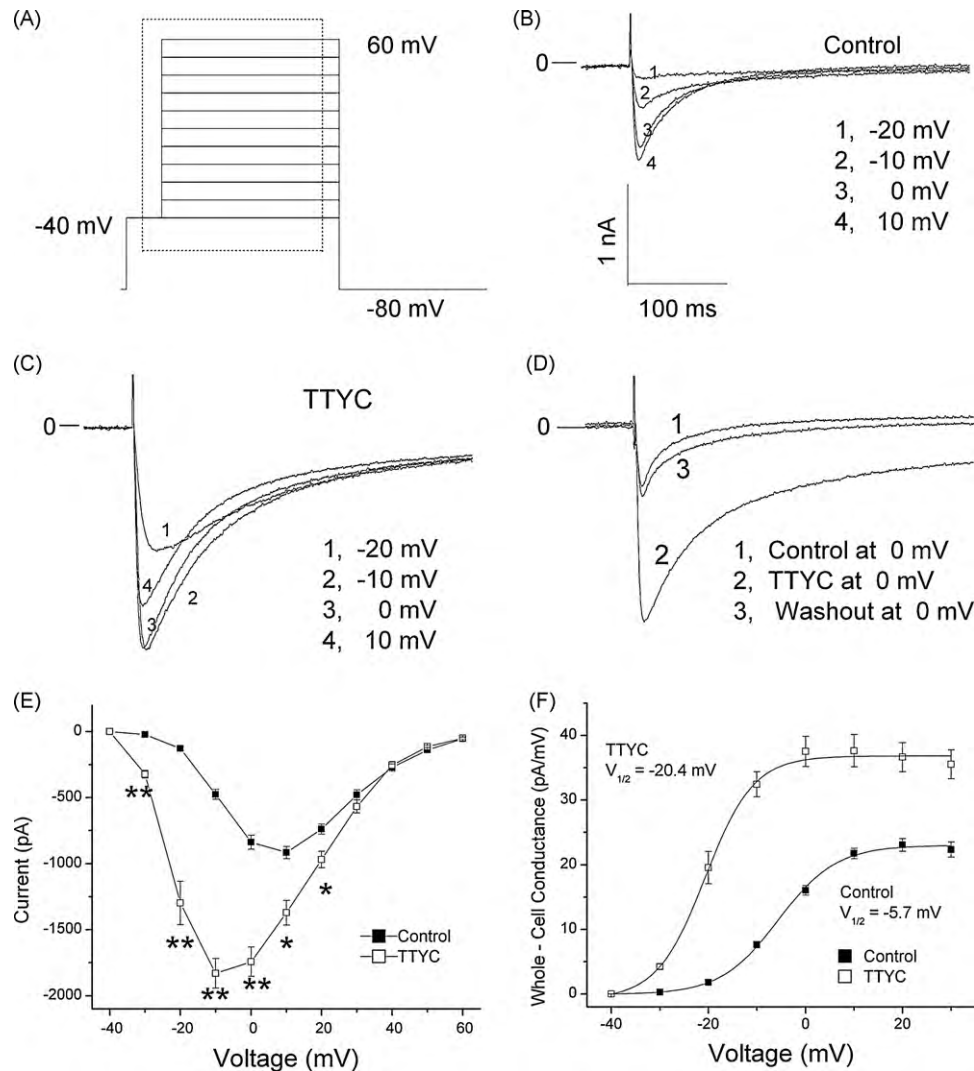 (A)
60 mV
-40 mV
-80 mV
(B)
Control
0
1
2
3
4
1, -20 mV
2, -10 mV
3, 0 mV
4, 10 mV
1 nA
100 ms
(C)
TTYC
0
1
4
3
2
1, -20 mV
2, -10 mV
3, 0 mV
4, 10 mV
(D)
0
1
3
2
1, Control at 0 mV
2, TTYC at 0 mV
3, Washout at 0 mV
(E)
0
-500
-1000
-1500
-2000
Current (pA)
**
**
**
**
*
*
Control
TTYC
-40 -20 0 20 40 60
Voltage (mV)
(F)
40
30
20
10
0
Whole - Cell Conductance (pA/mV)
TTYC
V1/2 = -20.4 mV
Control
V1/2 = -5.7 mV
Control
TTYC
-40 -20 0 20
Voltage (mV)